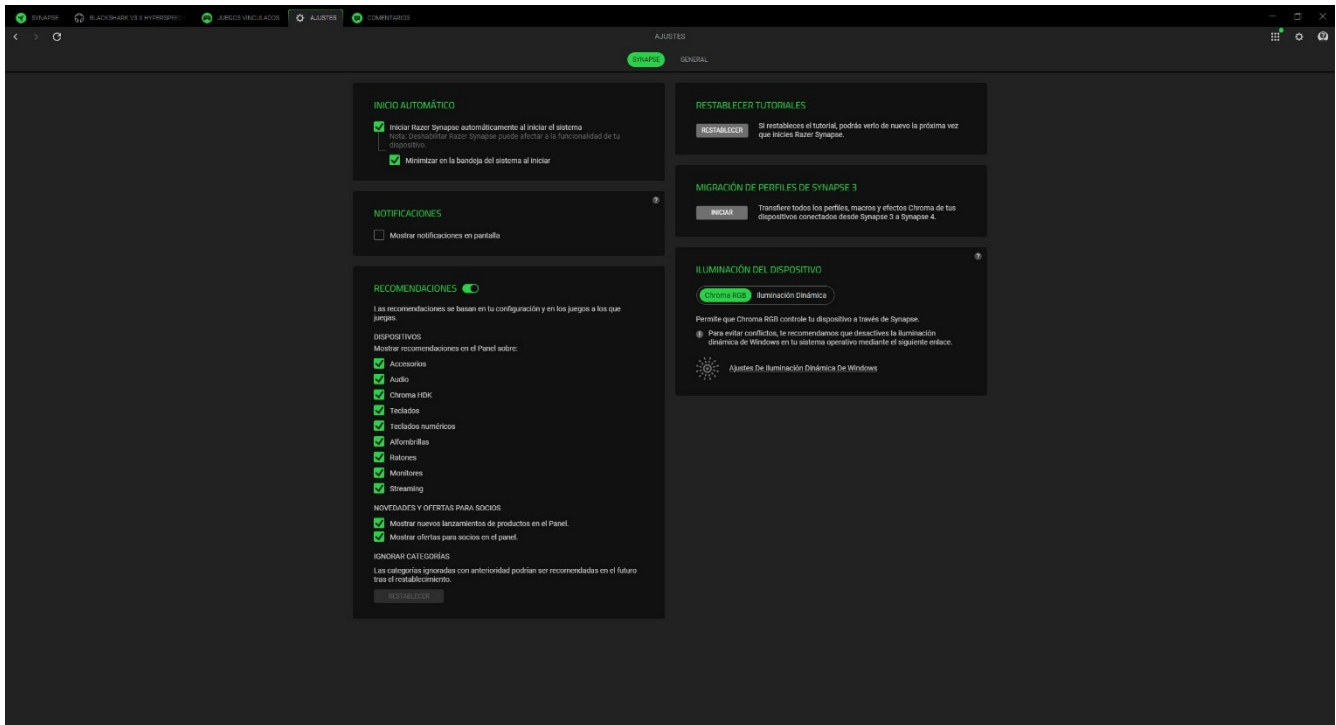 SYNAPSE
BLACKSHARK V3 X HYPERSPEED
JUEGOS VINCULADOS
AJUSTES
COMENTARIOS
AJUSTES
SYNAPSE
GENERAL
INICIO AUTOMÁTICO
Iniciar Razer Synapse automáticamente al iniciar el sistema
Nota: Deshabilitar Razer Synapse puede afectar a la funcionalidad de tu
dispositivo.
Minimizar en la bandeja del sistema al iniciar
NOTIFICACIONES
Mostrar notificaciones en pantalla
RECOMENDACIONES
Las recomendaciones se basan en tu configuración y en los juegos a los que
juegas.
DISPOSITIVOS
Mostrar recomendaciones en el Panel sobre:
Accesorios
Audio
Chroma HDK
Teclados
Teclados numéricos
Alfombrillas
Ratones
Monitores
Streaming
NOVEDADES Y OFERTAS PARA SOCIOS
Mostrar nuevos lanzamientos de productos en el Panel.
Mostrar ofertas para socios en el panel.
IGNORAR CATEGORÍAS
Las categorías ignoradas con anterioridad podrían ser recomendadas en el futuro
tras el restablecimiento.
RESTABLECER
RESTABLECER TUTORIALES
RESTABLECER
Si restableces el tutorial, podrás verlo de nuevo la próxima vez
que inicies Razer Synapse.
MIGRACIÓN DE PERFILES DE SYNAPSE 3
INICIAR
Transfiere todos los perfiles, macros y efectos Chroma de tus
dispositivos conectados desde Synapse 3 a Synapse 4.
ILUMINACIÓN DEL DISPOSITIVO
Chroma RGB
Iluminación Dinámica
Permite que Chroma RGB controle tu dispositivo a través de Synapse.
Para evitar conflictos, te recomendamos que desactives la iluminación
dinámica de Windows en tu sistema operativo mediante el siguiente enlace.
Ajustes De Iluminación Dinámica De Windows